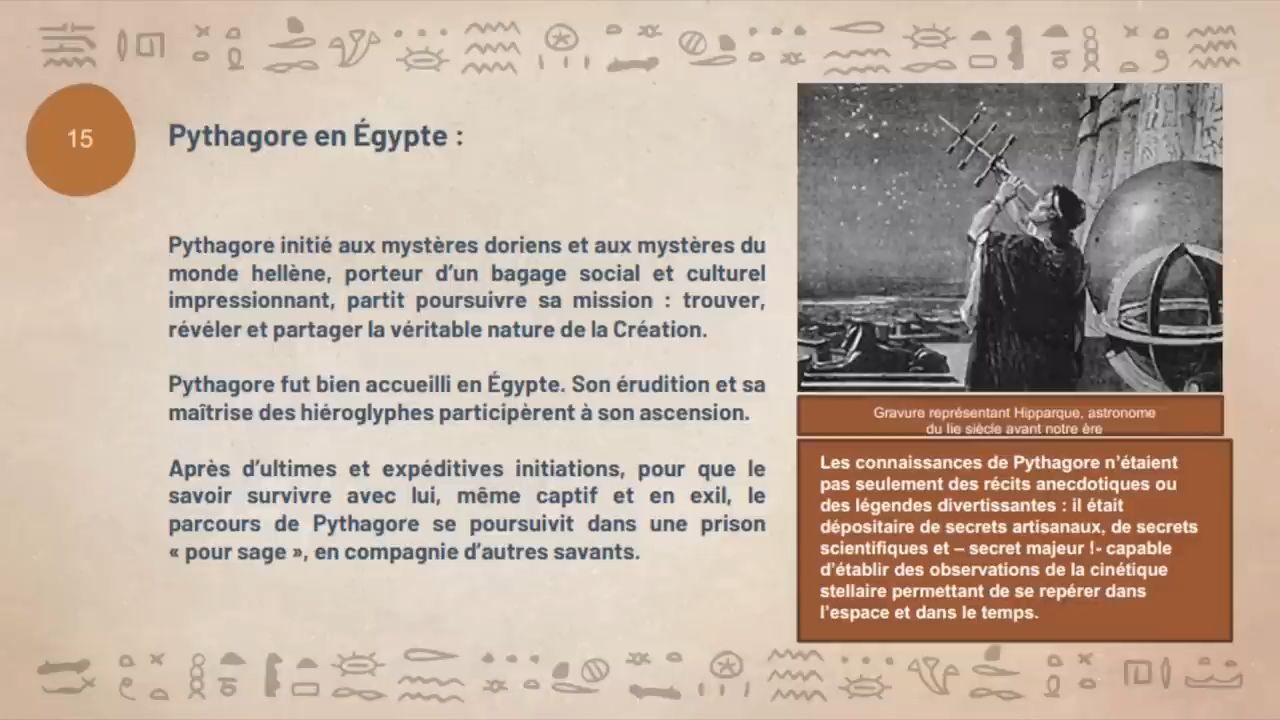 15
Pythagore en Égypte :
Pythagore initié aux mystères doriens et aux mystères du
monde hellène, porteur d’un bagage social et culturel
impressionnant, partit poursuivre sa mission : trouver,
révéler et partager la véritable nature de la Création.
Pythagore fut bien accueilli en Égypte. Son érudition et sa
maîtrise des hiéroglyphes participèrent à son ascension.
Après d’ultimes et expéditives initiations, pour que le
savoir survivre avec lui, même captif et en exil, le
parcours de Pythagore se poursuivit dans une prison
« pour sage », en compagnie d’autres savants.
Gravure représentant Hipparque, astronome
du IIe siècle avant notre ère
Les connaissances de Pythagore n’étaient
pas seulement des récits anecdotiques ou
des légendes divertissantes : il était
dépositaire de secrets artisanaux, de secrets
scientifiques et – secret majeur !- capable
d’établir des observations de la cinétique
stellaire permettant de se repérer dans
l’espace et dans le temps.